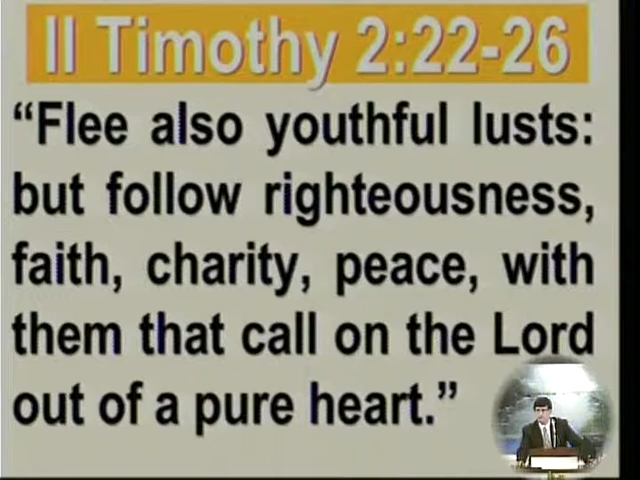 II Timothy 2:22-26
“Flee also youthful lusts:
but follow righteousness,
faith, charity, peace, with
them that call on the Lord
out of a pure heart.”